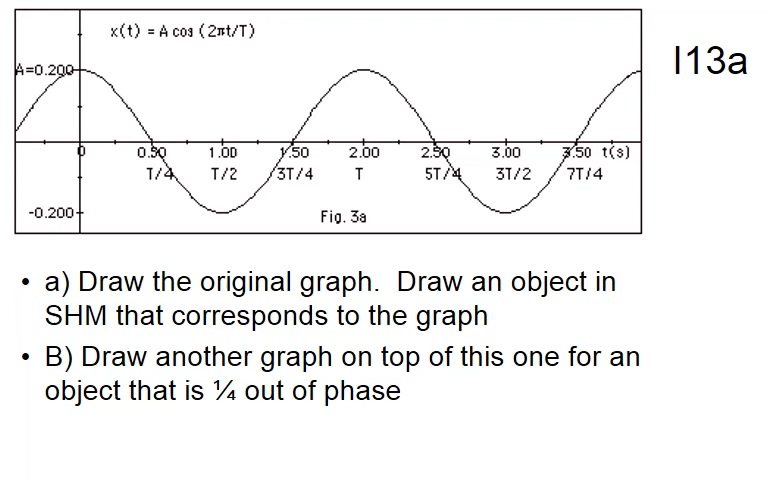 x(t) = A cos (2πt/T)
I13a
A=0.200
0 0.50 1.00 1.50 2.00 2.50 3.00 3.50 t(s)
T/4 T/2 3T/4 T 5T/4 3T/2 7T/4
-0.200
Fig. 3a
• a) Draw the original graph. Draw an object in
SHM that corresponds to the graph
• B) Draw another graph on top of this one for an
object that is ¼ out of phase